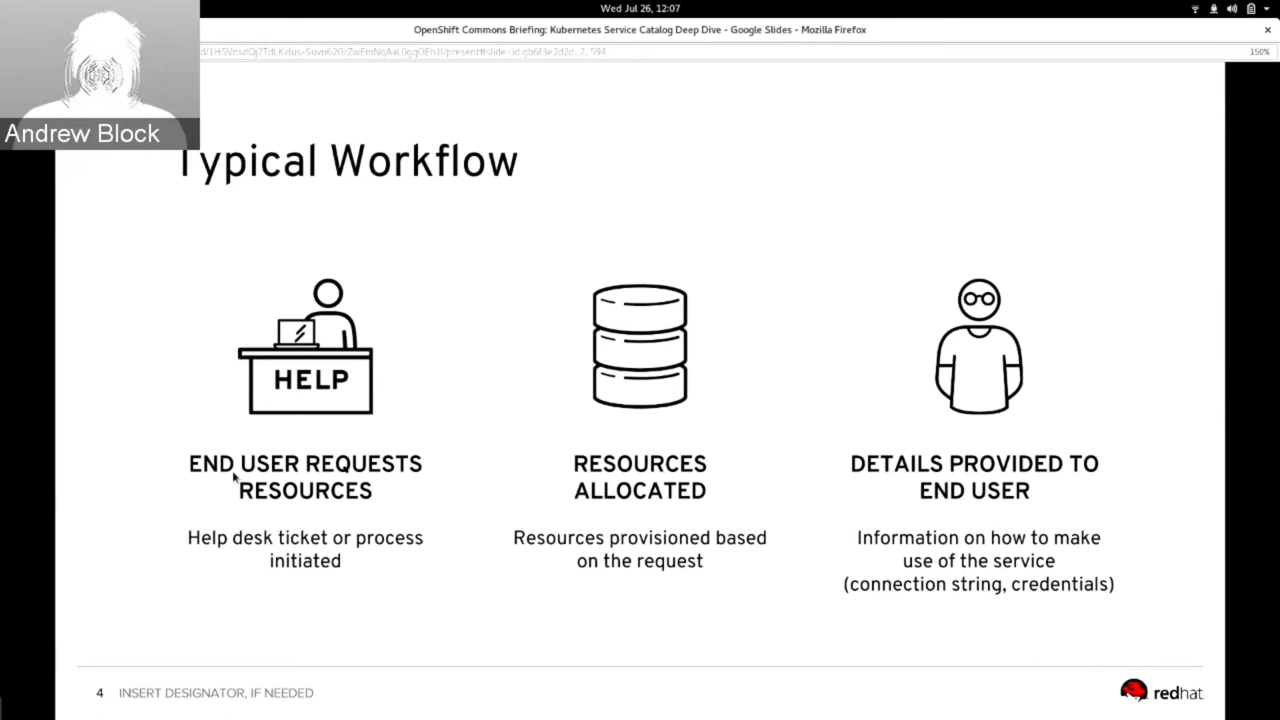 Wed Jul 26, 12:07
OpenShift Commons Briefing: Kubernetes Service Catalog Deep Dive - Google Slides - Mozilla Firefox
150%
Andrew Block
Typical Workflow
HELP
END USER REQUESTS
RESOURCES
Help desk ticket or process
initiated
RESOURCES
ALLOCATED
Resources provisioned based
on the request
DETAILS PROVIDED TO
END USER
Information on how to make
use of the service
(connection string, credentials)
4 INSERT DESIGNATOR, IF NEEDED
redhat